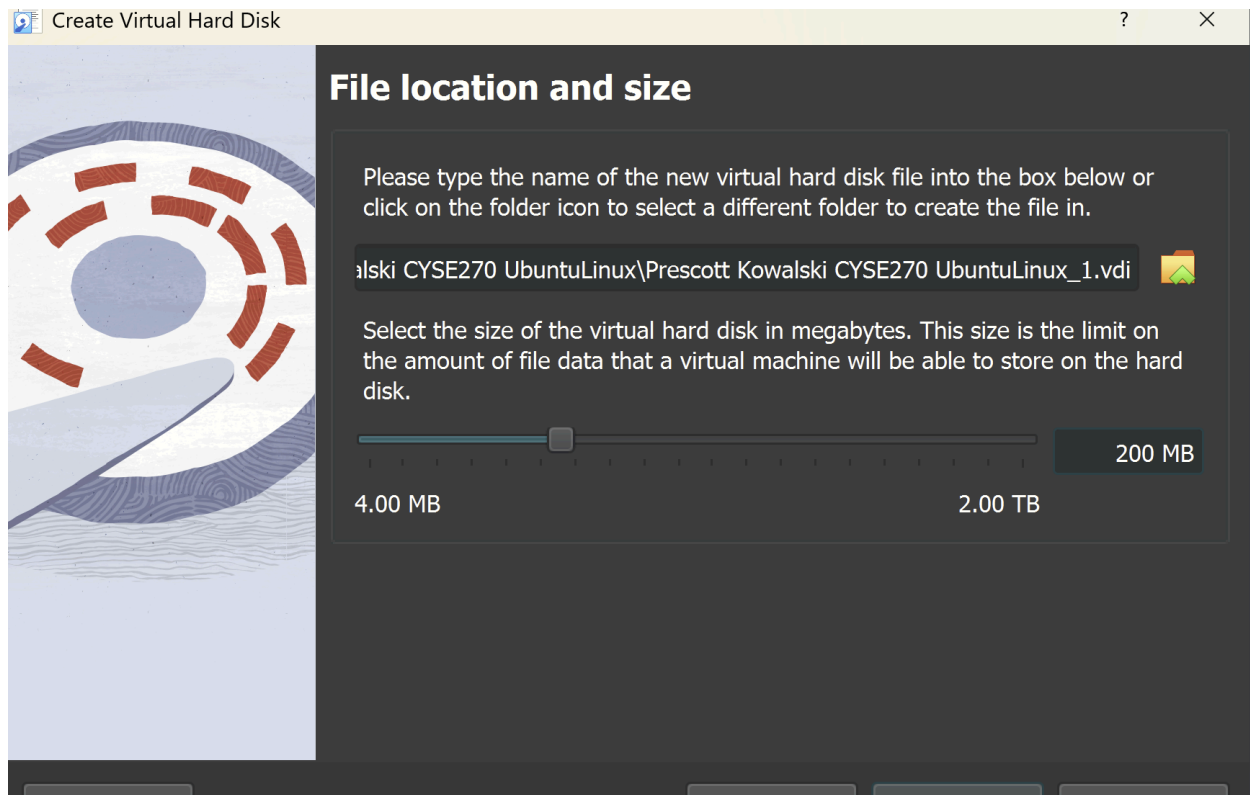 Create Virtual Hard Disk ? ×
File location and size
Please type the name of the new virtual hard disk file into the box below or
click on the folder icon to select a different folder to create the file in.
alski CYSE270 UbuntuLinux\Prescott Kowalski CYSE270 UbuntuLinux_1.vdi
Select the size of the virtual hard disk in megabytes. This size is the limit on
the amount of file data that a virtual machine will be able to store on the hard
disk.
200 MB
4.00 MB 2.00 TB